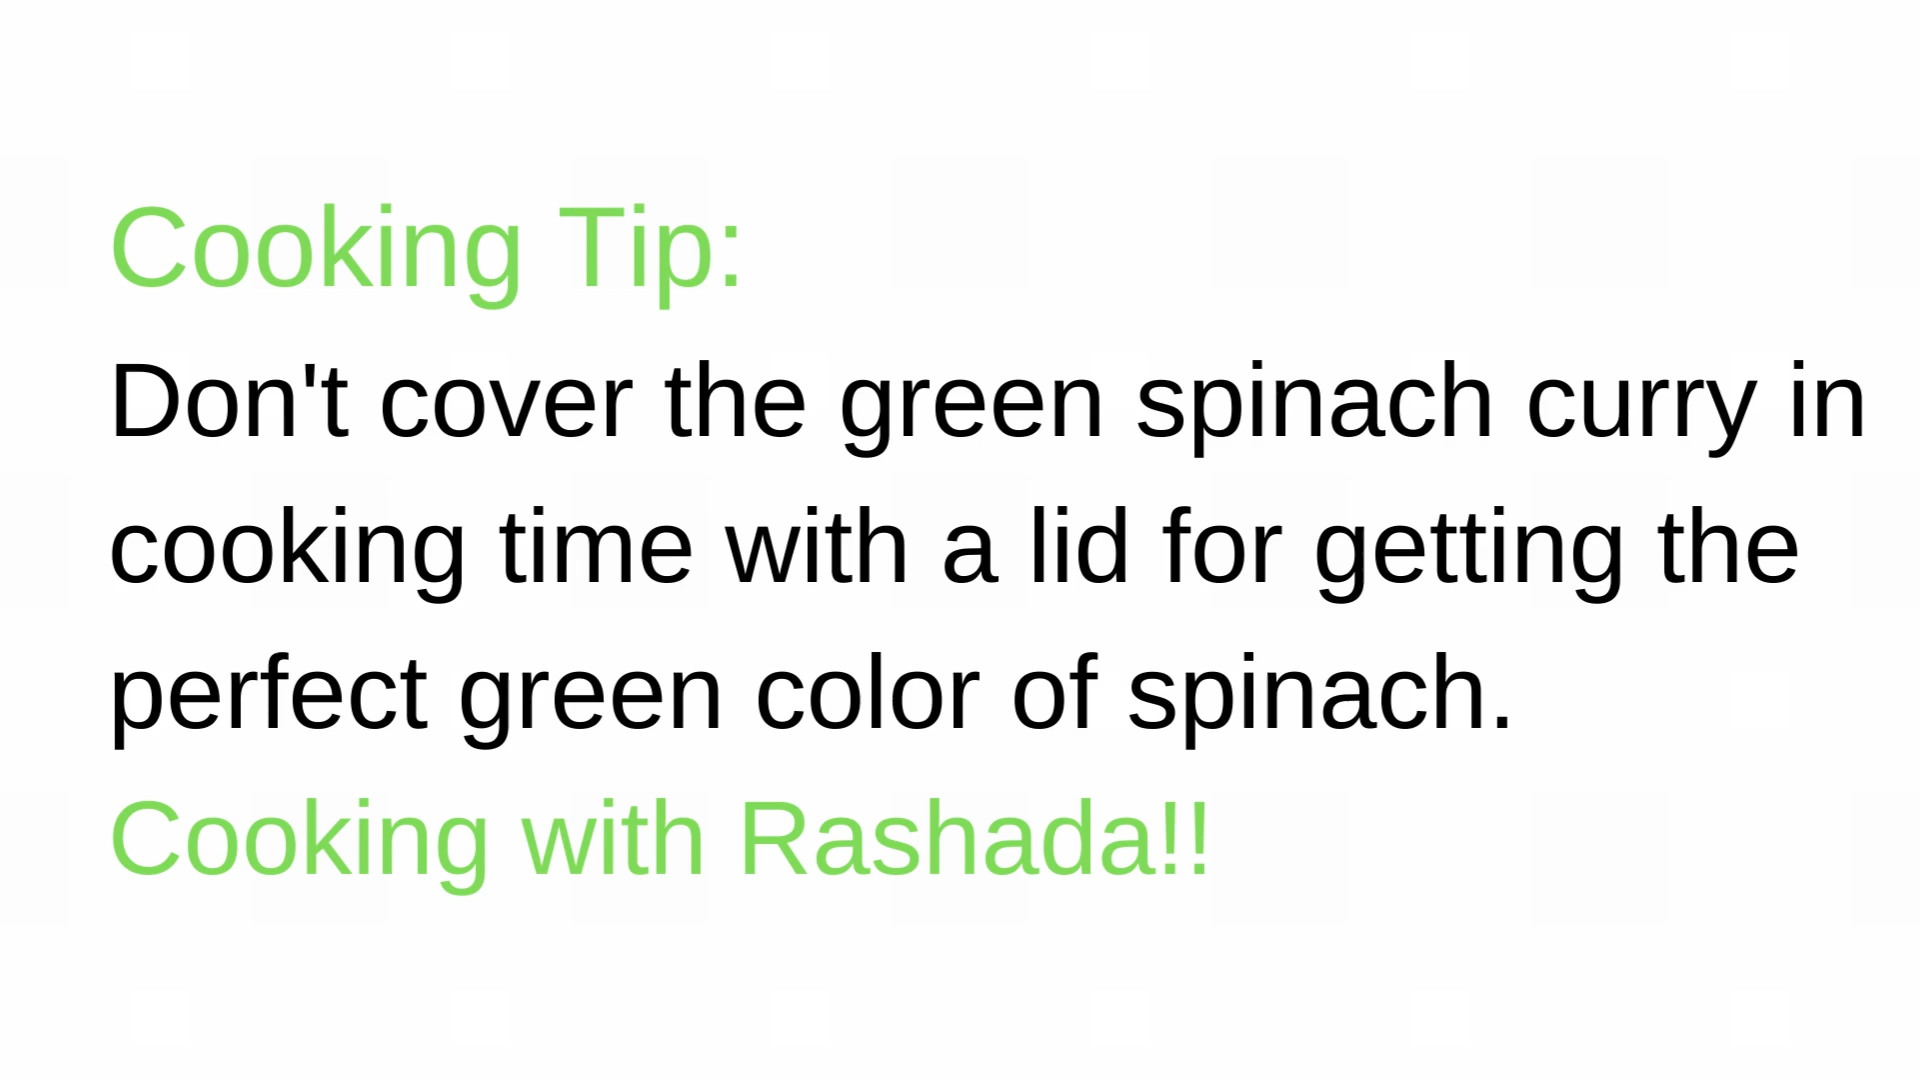 Cooking Tip:
Don't cover the green spinach curry in
cooking time with a lid for getting the
perfect green color of spinach.
Cooking with Rashada!!